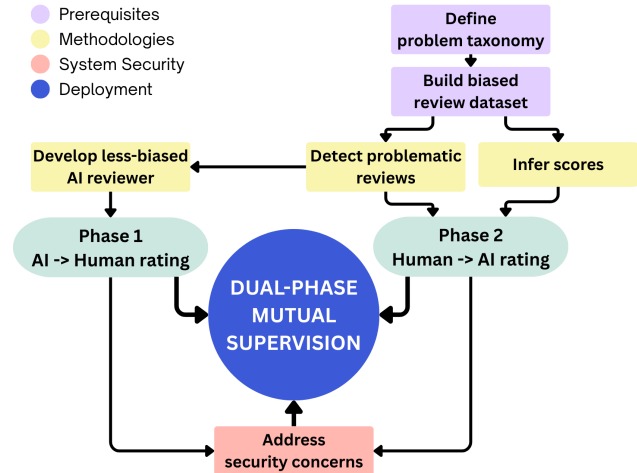 Prerequisites
Methodologies
System Security
Deployment
Define
problem taxonomy
Build biased
review dataset
Develop less-biased
AI reviewer
Detect problematic
reviews
Infer scores
Phase 1
AI -> Human rating
Phase 2
Human -> AI rating
DUAL-PHASE
MUTUAL
SUPERVISION
Address
security concerns